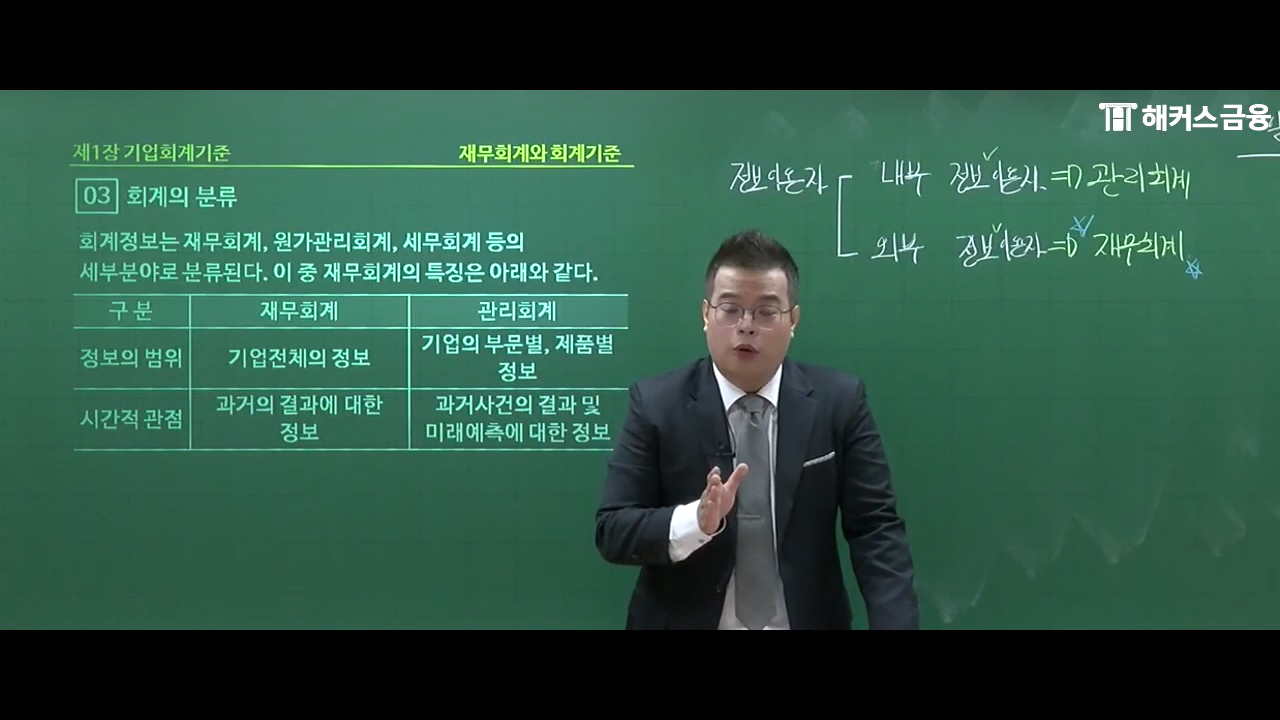 해커스금융
제1장 기업회계기준
재무회계와 회계기준
03 회계의 분류
회계정보는 재무회계, 원가관리회계, 세무회계 등의
세부분야로 분류된다. 이 중 재무회계의 특징은 아래와 같다.
구 분 재무회계 관리회계
정보의 범위 기업전체의 정보 기업의 부문별, 제품별
정보
시간적 관점 과거의 결과에 대한 과거사건의 결과 및
정보 미래예측에 대한 정보
정보이용자 내부 정보이용자 => 관리회계
외부 정보이용자 => 재무회계